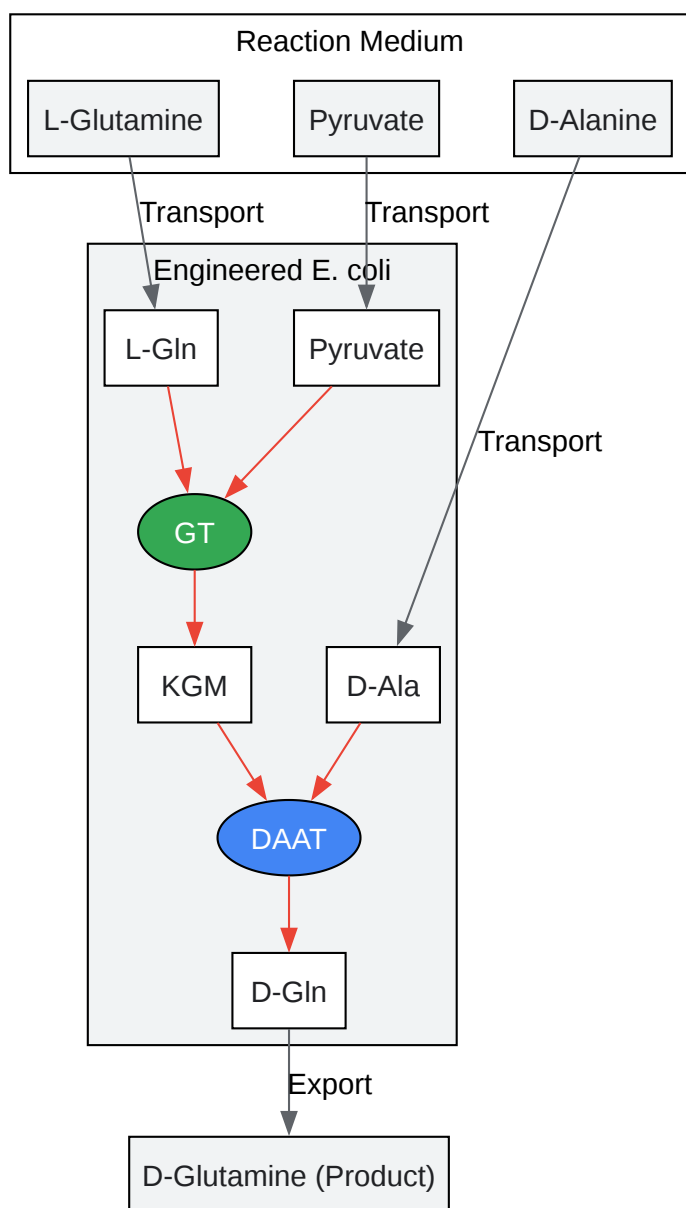 Reaction Medium
L-Glutamine
Pyruvate
D-Alanine
Transport
Transport
Engineered E. coli
L-Gln
Pyruvate
Transport
GT
KGM
D-Ala
DAAT
D-Gln
Export
D-Glutamine (Product)